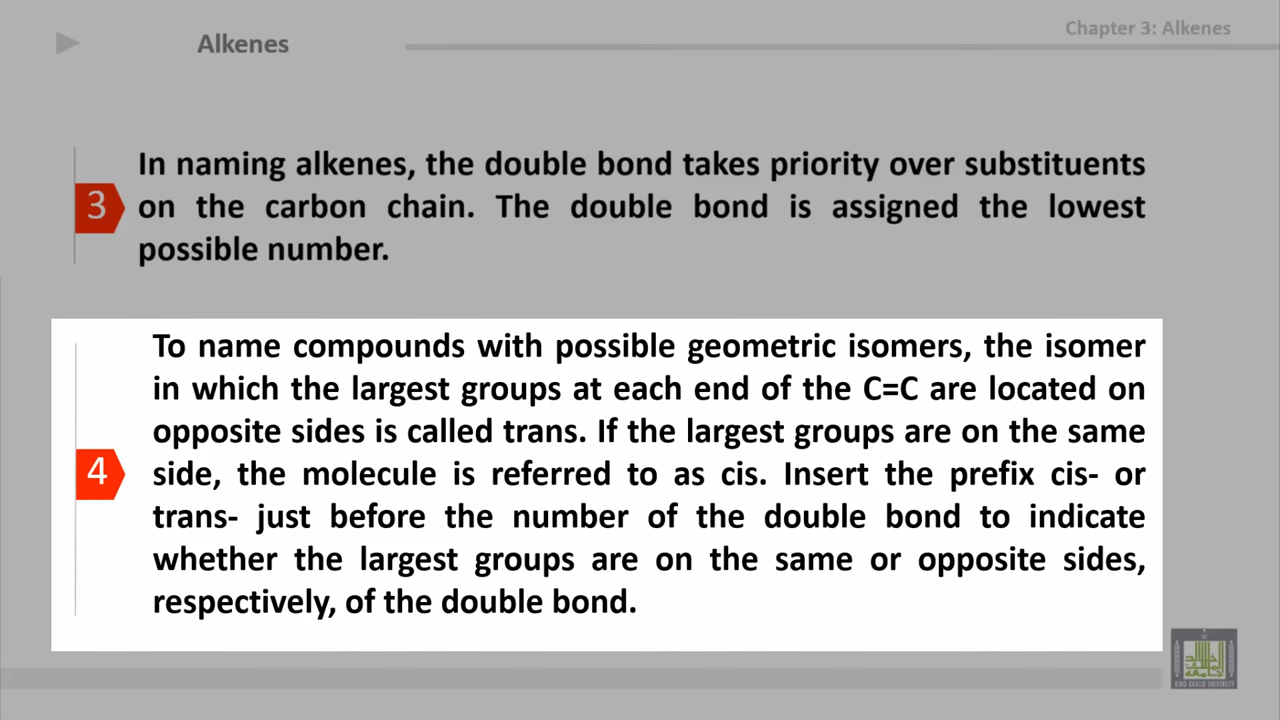 Alkenes
Chapter 3: Alkenes
In naming alkenes, the double bond takes priority over substituents
3
on the carbon chain. The double bond is assigned the lowest
possible number.
To name compounds with possible geometric isomers, the isomer
in which the largest groups at each end of the C=C are located on
opposite sides is called trans. If the largest groups are on the same
4
side, the molecule is referred to as cis. Insert the prefix cis- or
trans- just before the number of the double bond to indicate
whether the largest groups are on the same or opposite sides,
respectively, of the double bond.
KING KHALID UNIVERSITY